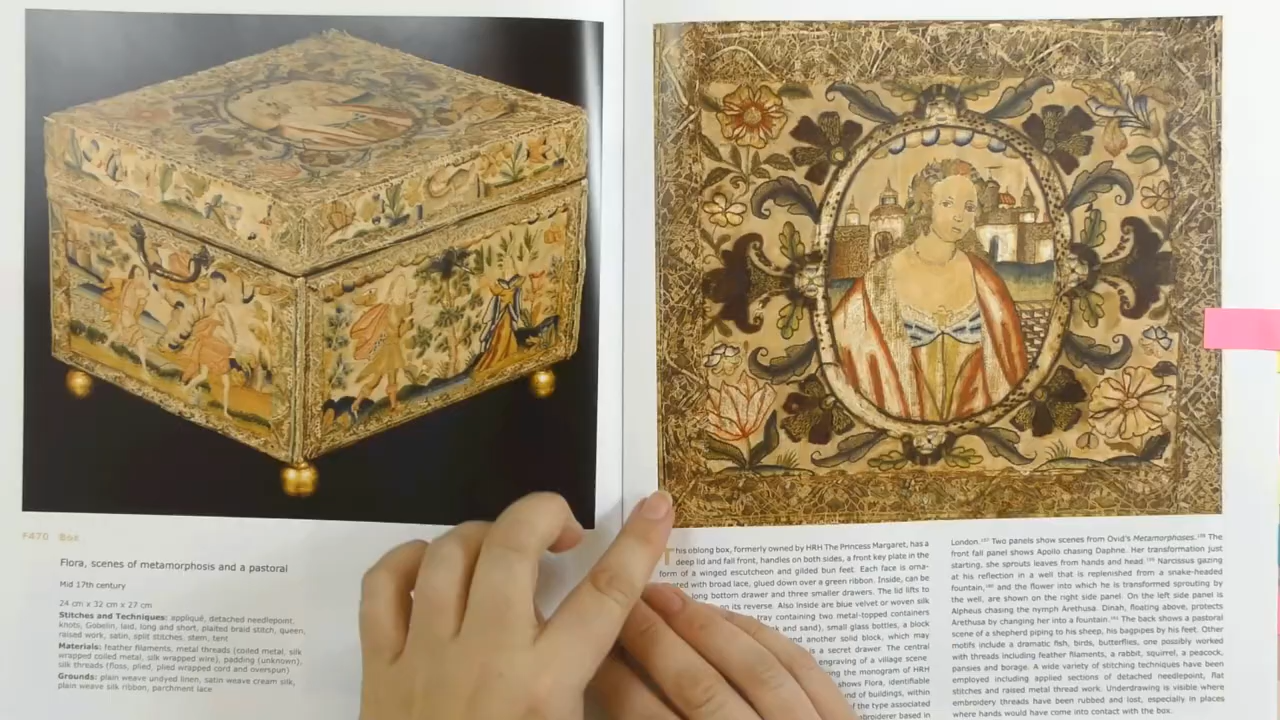 F470 Box
Flora, scenes of metamorphosis and a pastoral
Mid 17th century
24 cm x 32 cm x 27 cm
Stitches and Techniques: appliqué, detached needlepoint,
knots, Gobelin, laid, long and short, plaited braid stitch, queen,
raised work, satin, split stitches, stem, tent
Materials: feather filaments, metal threads (coiled metal, silk
wrapped coiled metal, silk wrapped wire), padding (unknown),
silk threads (floss, plied, plied wrapped cord and overspun)
Grounds: plain weave undyed linen, satin weave cream silk,
plain weave silk ribbon, parchment lace
This oblong box, formerly owned by HRH The Princess Margaret, has a
deep lid and fall front, handles on both sides, a front key plate in the
form of a winged escutcheon and gilded bun feet. Each face is orna-
with broad lace, glued down over a green ribbon. Inside, can be
long bottom drawer and three smaller drawers. The lid lifts to
on its reverse. Also inside are blue velvet or woven silk
tray containing two metal-topped containers
and sand), small glass bottles, a block
and another solid block, which may
is a secret drawer. The central
engraving of a village scene
the monogram of HRH
shows Flora, identifiable
of buildings, within
of the type associated
based in
London. Two panels show scenes from Ovid's Metamorphoses. The
front fall panel shows Apollo chasing Daphne. Her transformation just
starting, she sprouts leaves from hands and head. Narcissus gazing
at his reflection in a well that is replenished from a snake-headed
fountain, and the flower into which he is transformed sprouting by
the well, are shown on the right side panel. On the left side panel is
Alpheus chasing the nymph Arethusa. Dinah, floating above, protects
Arethusa by changing her into a fountain. The back shows a pastoral
scene of a shepherd piping to his sheep, his bagpipes by his feet. Other
motifs include a dramatic fish, birds, butterflies, one possibly worked
with threads including feather filaments, a rabbit, squirrel, a peacock,
pansies and borage. A wide variety of stitching techniques have been
employed including applied sections of detached needlepoint, flat
stitches and raised metal thread work. Underdrawing is visible where
embroidery threads have been rubbed and lost, especially in places
where hands would have come into contact with the box.